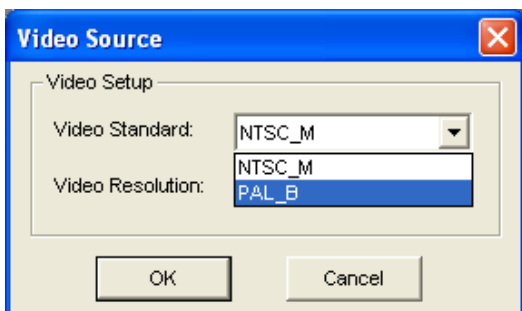 Video Source
Video Setup
Video Standard: NTSC_M
NTSC_M
Video Resolution: PAL_B
OK Cancel